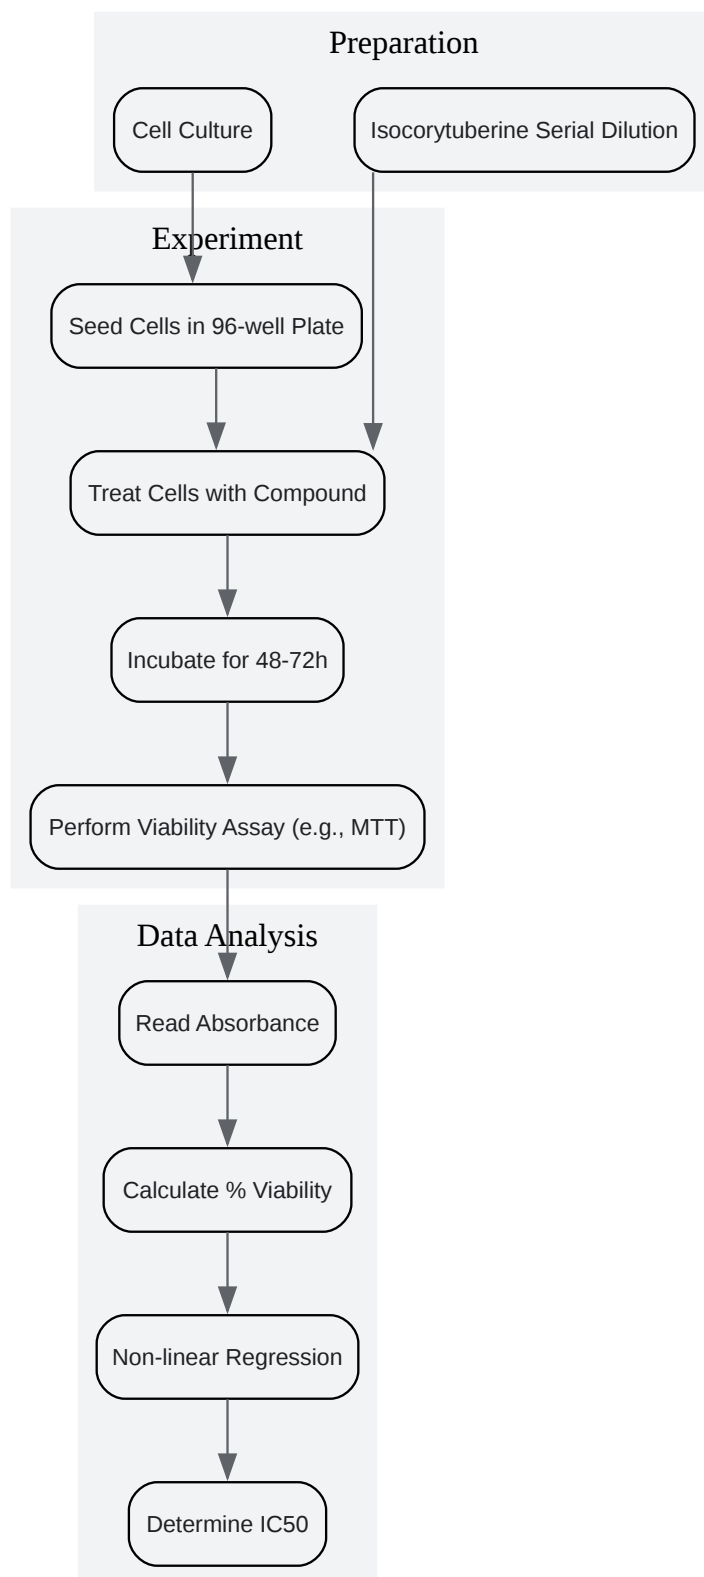 Preparation
Cell Culture
Isocorytuberine Serial Dilution
Experiment
Seed Cells in 96-well Plate
Treat Cells with Compound
Incubate for 48-72h
Perform Viability Assay (e.g., MTT)
Data Analysis
Read Absorbance
Calculate % Viability
Non-linear Regression
Determine IC50